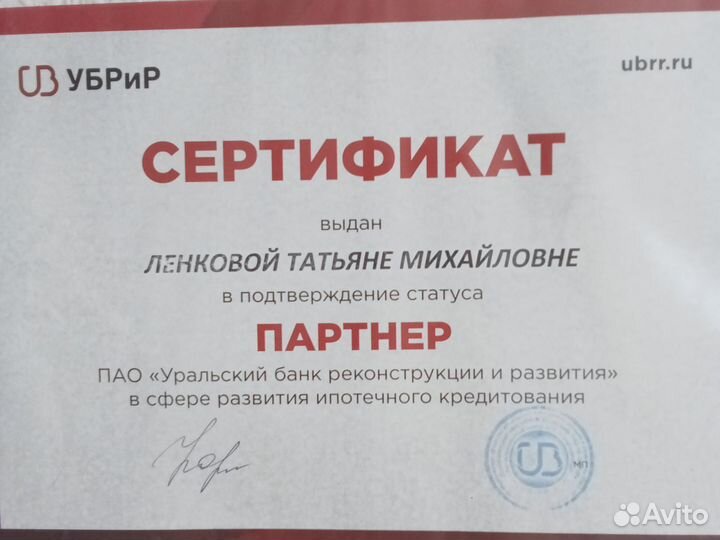 УБРиР
ubrr.ru
СЕРТИФИКАТ
выдан
ЛЕНКОВОЙ ТАТЬЯНЕ МИХАЙЛОВНЕ
в подтверждение статуса
ПАРТНЕР
ПАО «Уральский банк реконструкции и развития»
в сфере развития ипотечного кредитования
МП
Avito